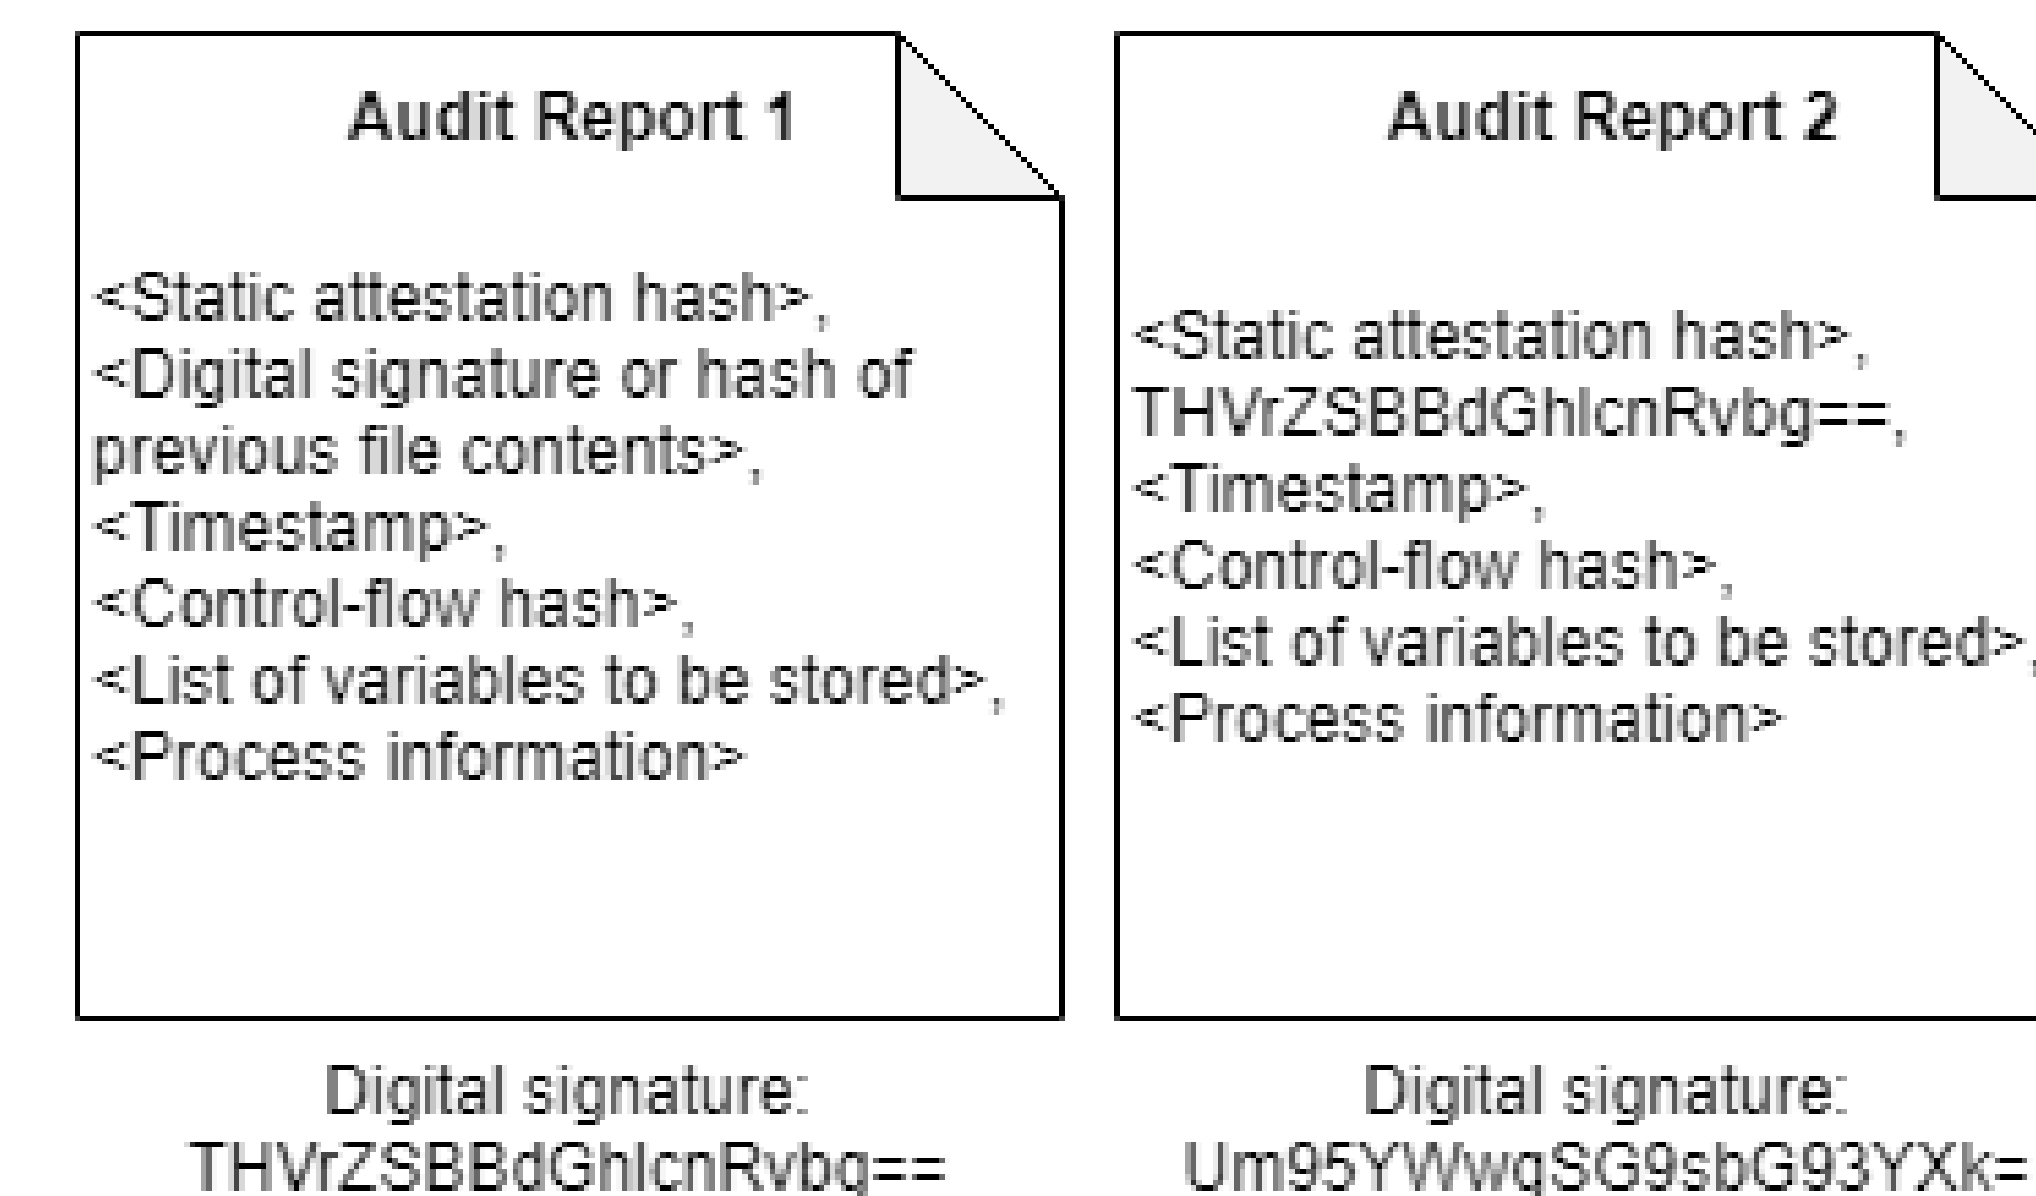 Audit Report 1
<Static attestation hash>,
<Digital signature or hash of
previous file contents>,
<Timestamp>,
<Control-flow hash>,
<List of variables to be stored>,
<Process information>
Digital signature:
THVrZSBBdGhlcnRvbg==
Audit Report 2
<Static attestation hash>,
THVrZSBBdGhlcnRvbg==,
<Timestamp>,
<Control-flow hash>,
<List of variables to be stored>,
<Process information>
Digital signature:
Um95YWwgSG9sbG93YXk=